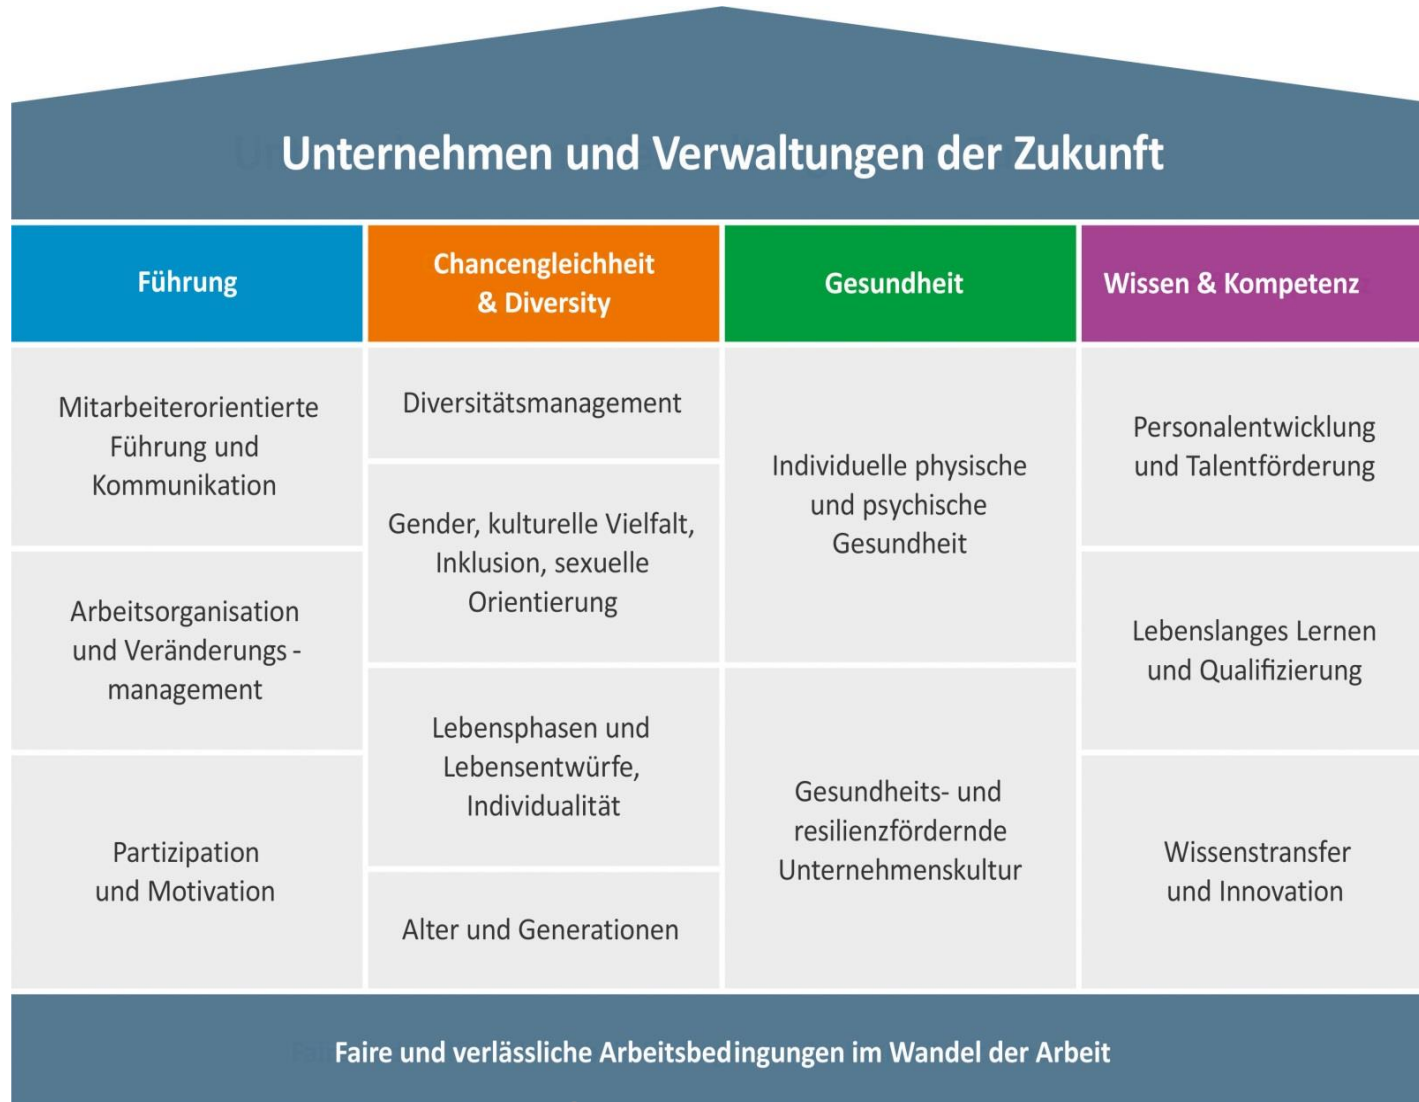 Unternehmen und Verwaltungen der Zukunft
Führung
Chancengleichheit
& Diversity
Gesundheit
Wissen & Kompetenz
Mitarbeiterorientierte
Führung und
Kommunikation
Arbeitsorganisation
und Veränderungs -
management
Partizipation
und Motivation
Diversitätsmanagement
Gender, kulturelle Vielfalt,
Inklusion, sexuelle
Orientierung
Lebensphasen und
Lebensentwürfe,
Individualität
Alter und Generationen
Individuelle physische
und psychische
Gesundheit
Gesundheits- und
resilienzfördernde
Unternehmenskultur
Personalentwicklung
und Talentförderung
Lebenslanges Lernen
und Qualifizierung
Wissenstransfer
und Innovation
Faire und verlässliche Arbeitsbedingungen im Wandel der Arbeit